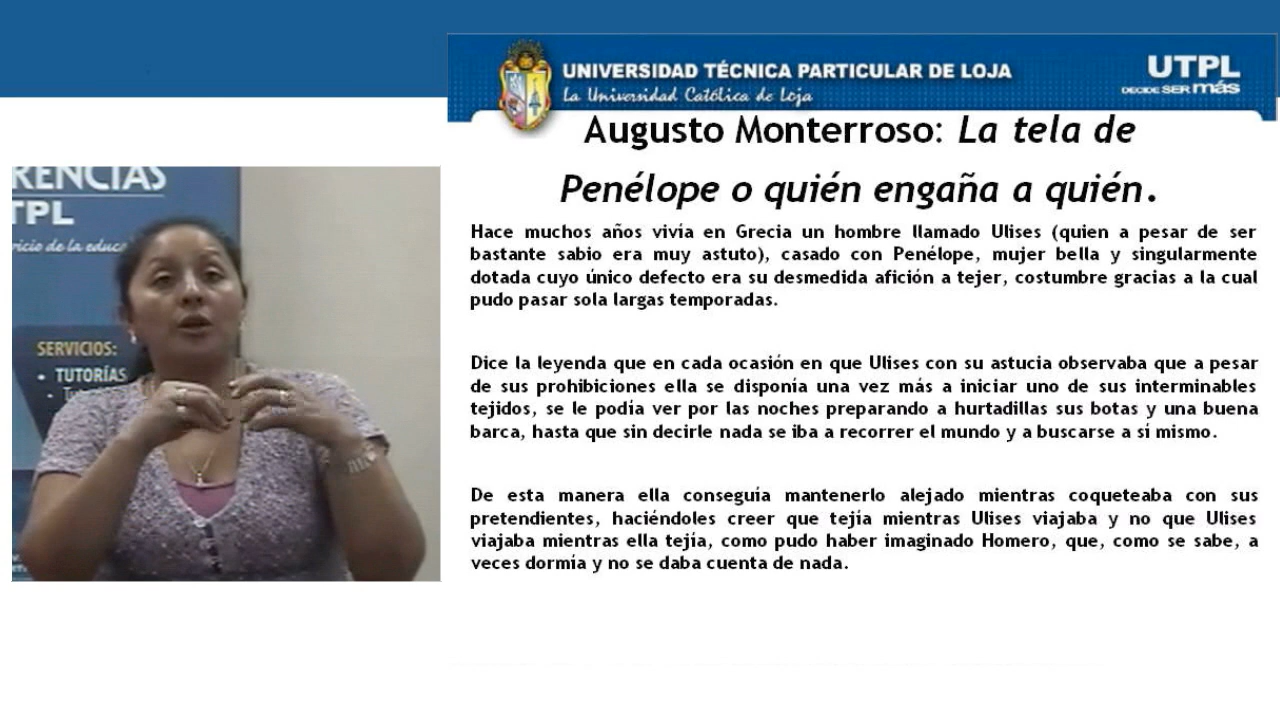 UNIVERSIDAD TÉCNICA PARTICULAR DE LOJA
La Universidad Católica de Loja
UTPL
DECIDE SER más
Augusto Monterroso: La tela de
Penélope o quién engaña a quién.
Hace muchos años vivía en Grecia un hombre llamado Ulises (quien a pesar de ser
bastante sabio era muy astuto), casado con Penélope, mujer bella y singularmente
dotada cuyo único defecto era su desmedida afición a tejer, costumbre gracias a la cual
pudo pasar sola largas temporadas.
Dice la leyenda que en cada ocasión en que Ulises con su astucia observaba que a pesar
de sus prohibiciones ella se disponía una vez más a iniciar uno de sus interminables
tejidos, se le podía ver por las noches preparando a hurtadillas sus botas y una buena
barca, hasta que sin decirle nada se iba a recorrer el mundo y a buscarse a sí mismo.
De esta manera ella conseguía mantenerlo alejado mientras coqueteaba con sus
pretendientes, haciéndoles creer que tejía mientras Ulises viajaba y no que Ulises
viajaba mientras ella tejía, como pudo haber imaginado Homero, que, como se sabe, a
veces dormía y no se daba cuenta de nada.
RENCIAS
TPL
SERVICIOS:
• TUTORÍAS